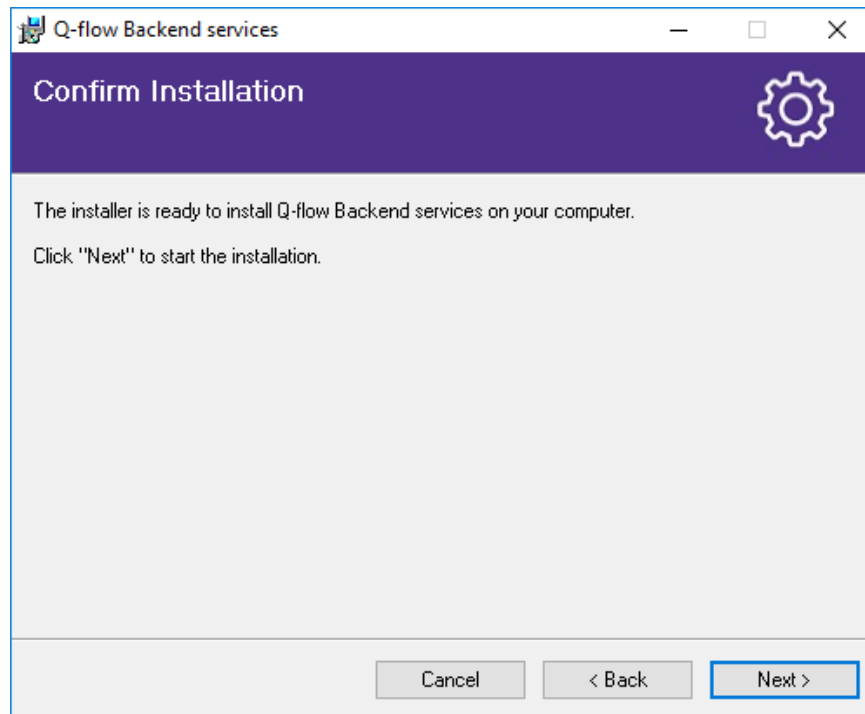 Q-flow Backend services
Confirm Installation
The installer is ready to install Q-flow Backend services on your computer.
Click "Next" to start the installation.
Cancel
< Back
Next >